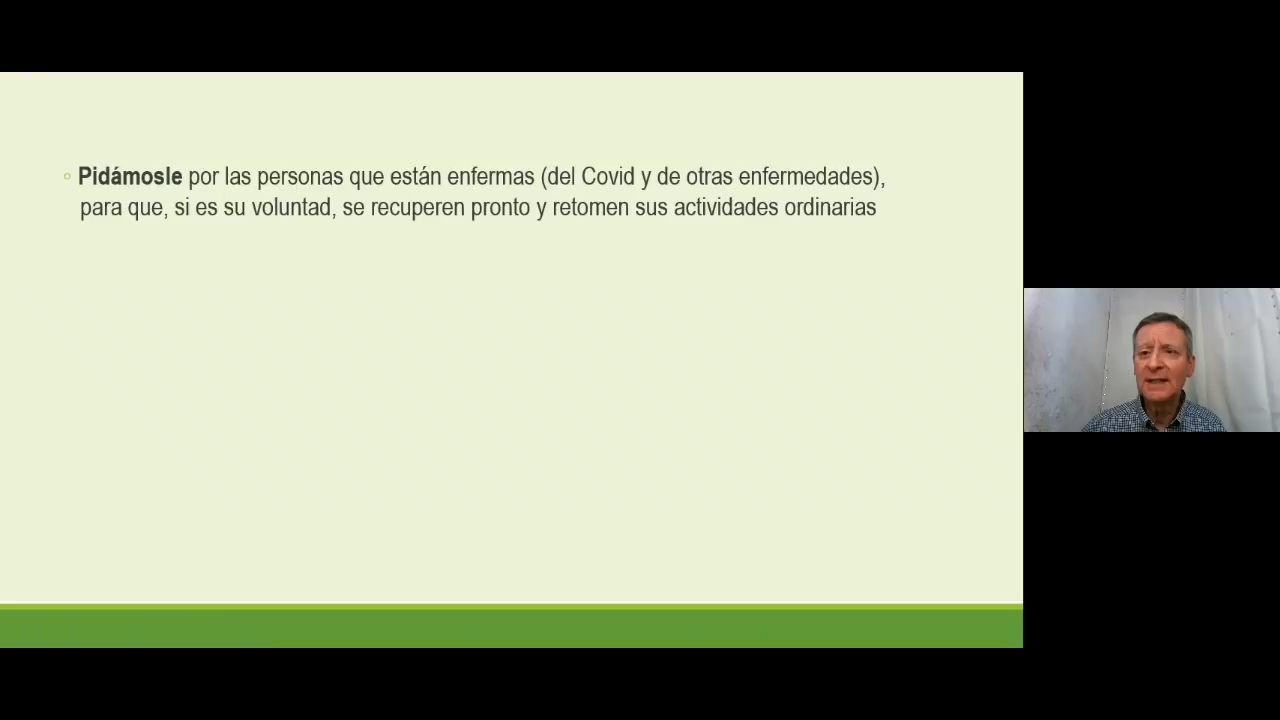 Pidámosle por las personas que están enfermas (del Covid y de otras enfermedades),
para que, si es su voluntad, se recuperen pronto y retomen sus actividades ordinarias